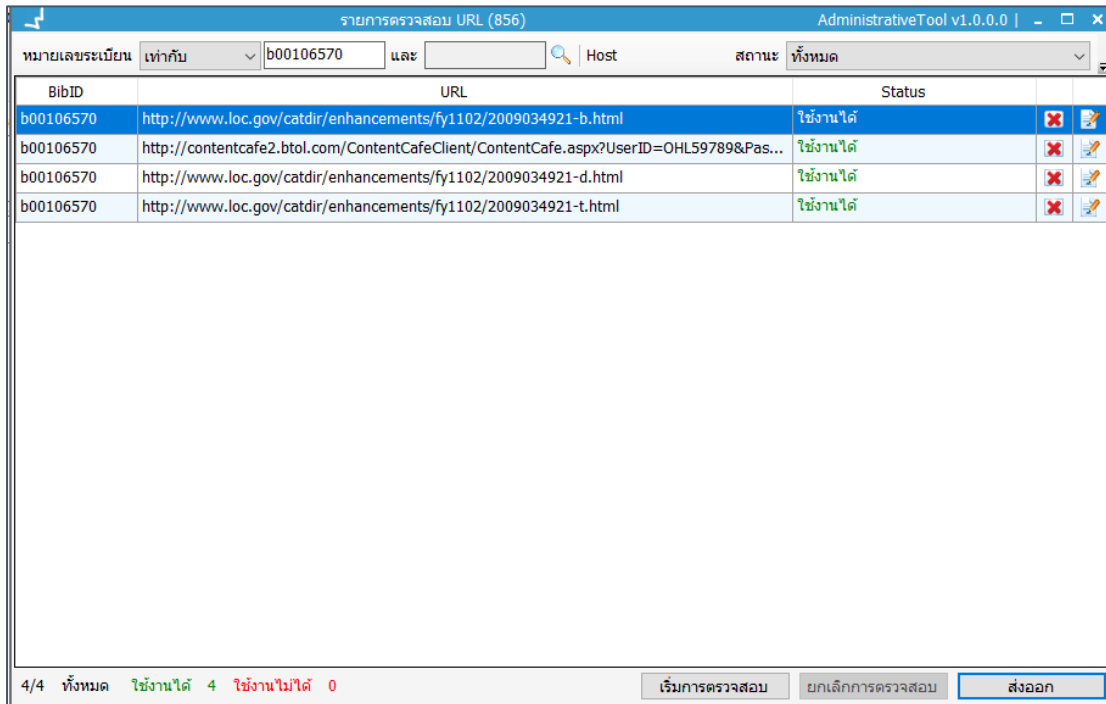 รายการตรวจสอบ URL (856) AdministrativeTool v1.0.0.0 |
หมายเลขระเบียน เท่ากับ b00106570 และ Host สถานะ ทั้งหมด
BibID URL Status
b00106570 http://www.loc.gov/catdir/enhancements/fy1102/2009034921-b.html ใช้งานได้
b00106570 http://contentcafe2.btol.com/ContentCafeClient/ContentCafe.aspx?UserID=OHL59789&Pas... ใช้งานได้
b00106570 http://www.loc.gov/catdir/enhancements/fy1102/2009034921-d.html ใช้งานได้
b00106570 http://www.loc.gov/catdir/enhancements/fy1102/2009034921-t.html ใช้งานได้
4/4 ทั้งหมด ใช้งานได้ 4 ใช้งานไม่ได้ 0 เริ่มการตรวจสอบ ยกเลิกการตรวจสอบ ส่งออก